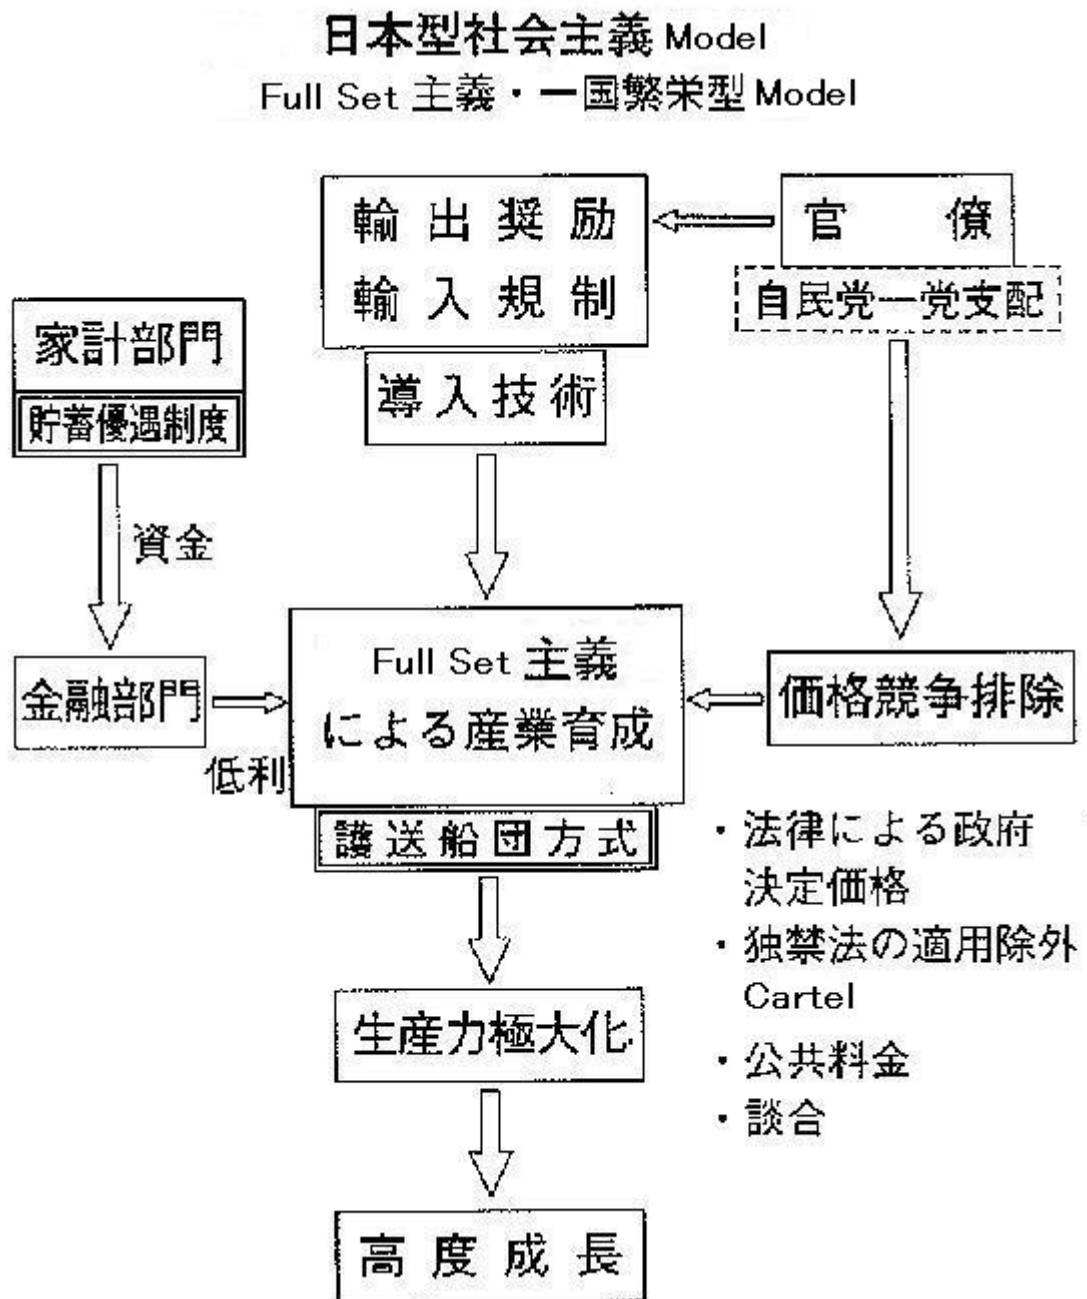 日本型社会主義 Model
Full Set 主義・一国繁栄型 Model
輸出奨励
輸入規制
導入技術
官僚
自民党一党支配
家計部門
貯蓄優遇制度
資金
金融部門
低利
Full Set 主義
による産業育成
護送船団方式
価格競争排除
・法律による政府
決定価格
・独禁法の適用除外
Cartel
・公共料金
・談合
生産力極大化
高度成長